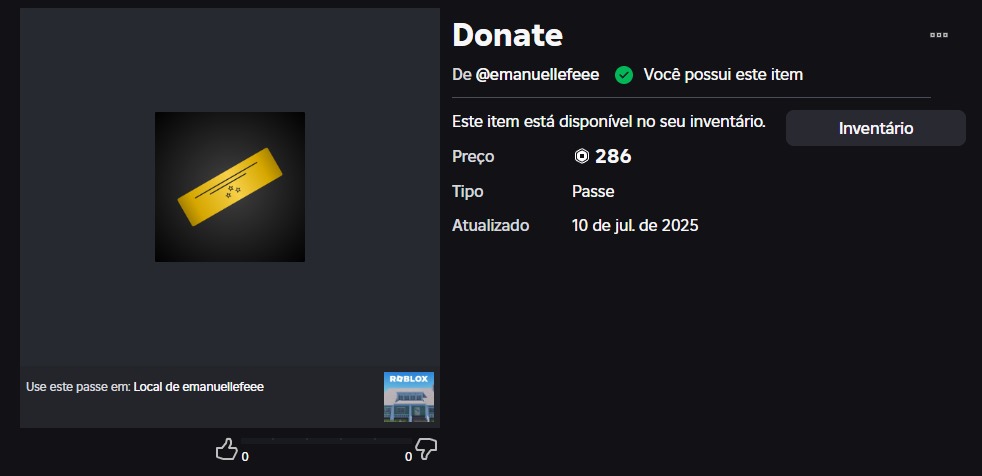 Donate
De @emanuellefeee Você possui este item
Este item está disponível no seu inventário.
Inventário
Preço 286
Tipo Passe
Atualizado 10 de jul. de 2025
Use este passe em: Local de emanuellefeee
ROBLOX
0 0